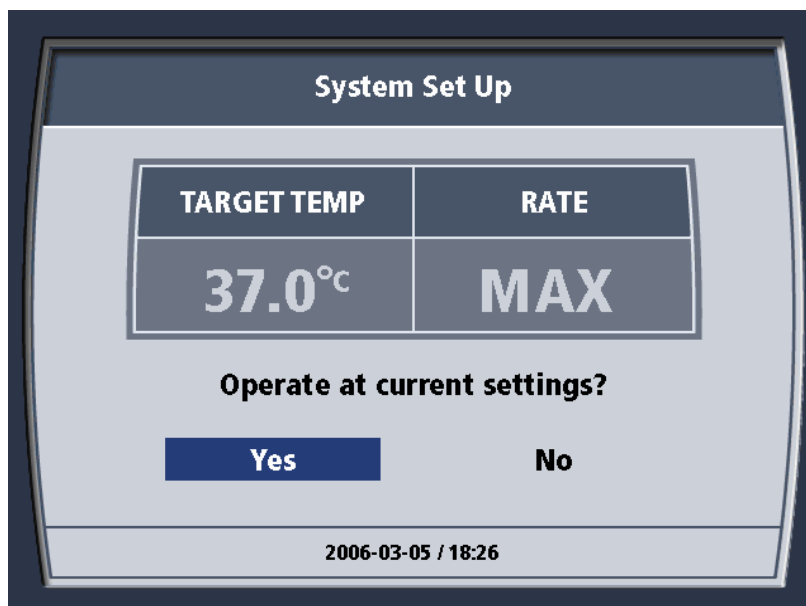 System Set Up
TARGET TEMP RATE
37.0°C MAX
Operate at current settings?
Yes No
2006-03-05 / 18:26